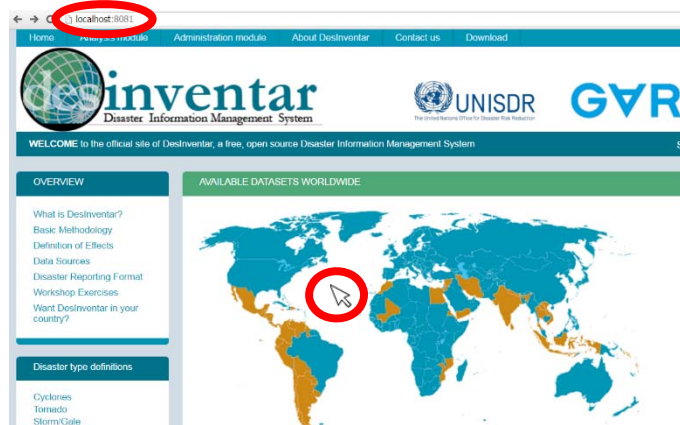 localhost:8081
Home Analysis module Administration module About DesInventar Contact us Download
desinventar
Disaster Information Management System
UNISDR
The United Nations Office for Disaster Risk Reduction
GAR
WELCOME to the official site of DesInventar, a free, open source Disaster Information Management System
S
OVERVIEW
AVAILABLE DATASETS WORLDWIDE
What is DesInventar?
Basic Methodology
Definition of Effects
Data Sources
Disaster Reporting Format
Workshop Exercises
Want DesInventar in your
country?
Disaster type definitions
Cyclones
Tornado
Storm/Gale